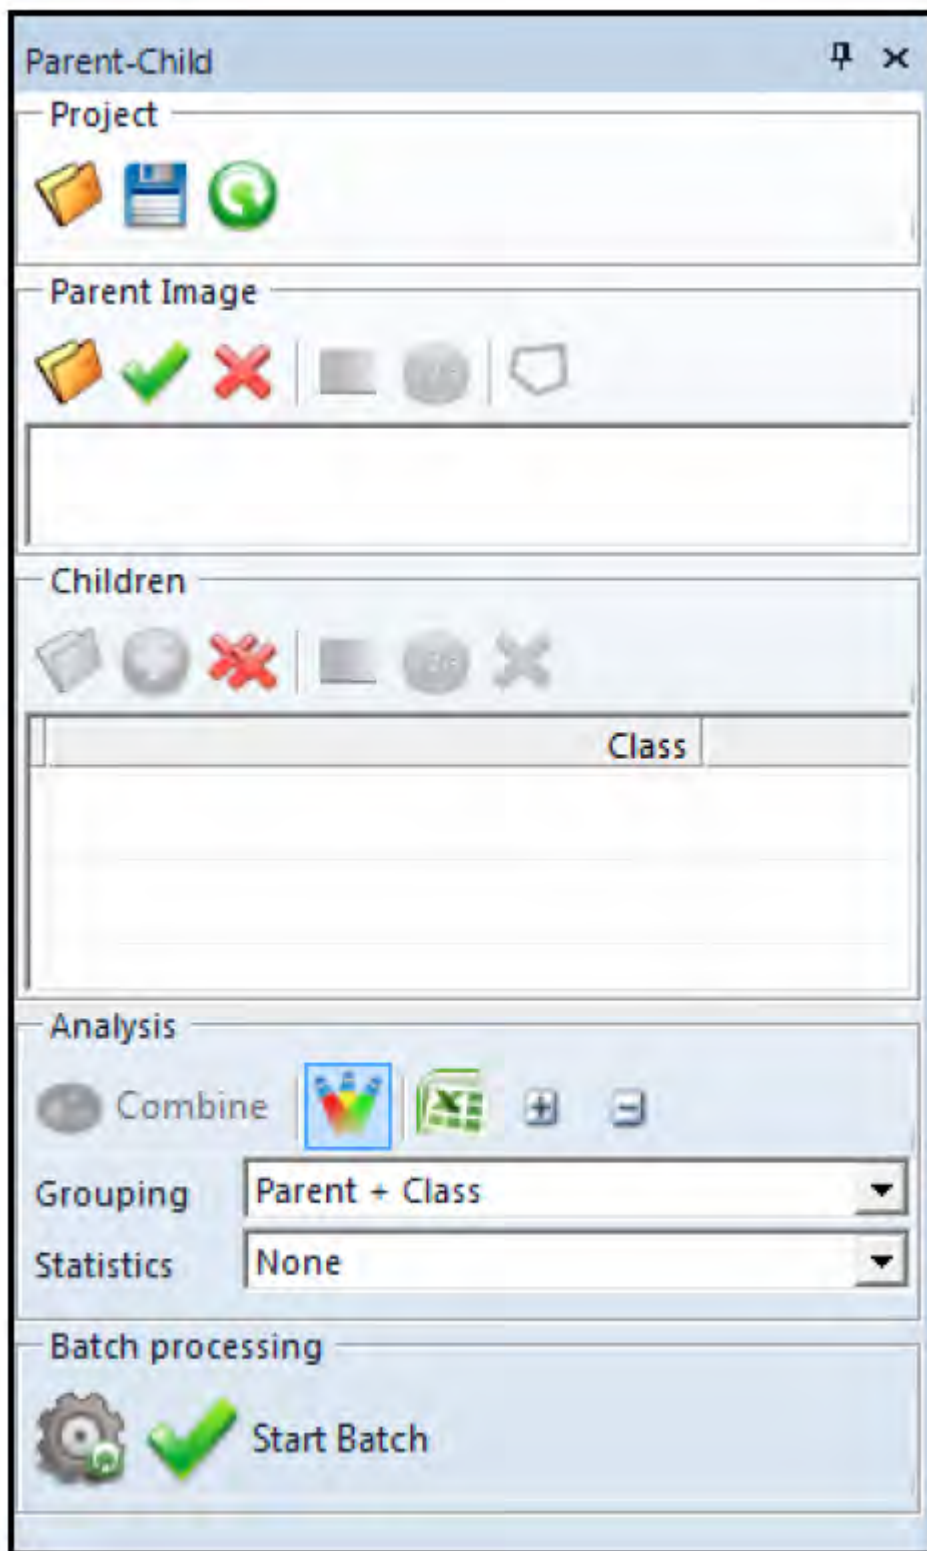 Parent-Child
Project
Parent Image
Children
Class
Analysis
Combine
Grouping Parent + Class
Statistics None
Batch processing
Start Batch